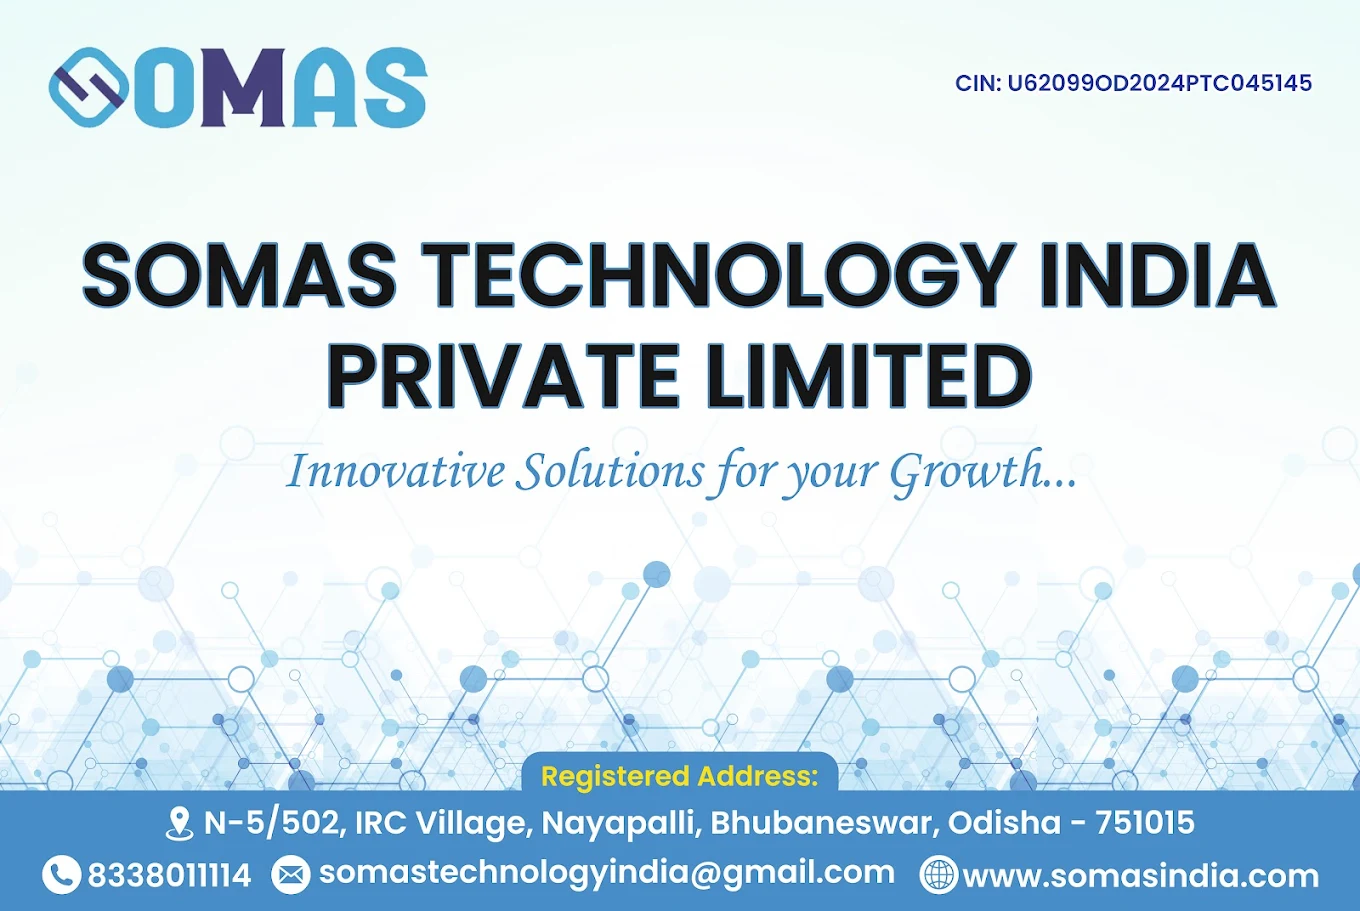 SOMAS
CIN: U62099OD2024PTC045145
SOMAS TECHNOLOGY INDIA
PRIVATE LIMITED
Innovative Solutions for your Growth...
Registered Address:
N-5/502, IRC Village, Nayapalli, Bhubaneswar, Odisha - 751015
8338011114 somastechnologyindia@gmail.com www.somasindia.com